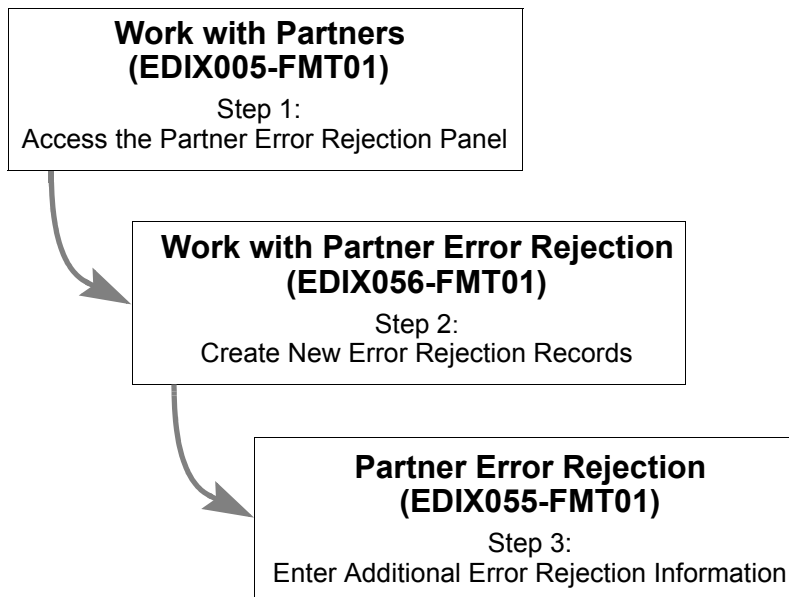 Work with Partners
(EDIX005-FMT01)
Step 1:
Access the Partner Error Rejection Panel
Work with Partner Error Rejection
(EDIX056-FMT01)
Step 2:
Create New Error Rejection Records
Partner Error Rejection
(EDIX055-FMT01)
Step 3:
Enter Additional Error Rejection Information